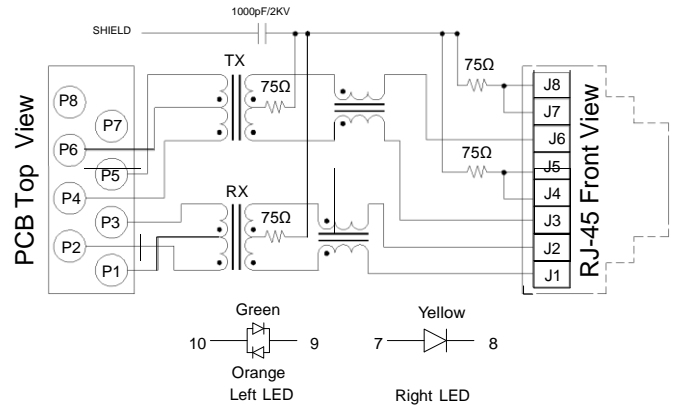 1000pF/2KV
SHIELD
TX
75Ω
75Ω
J8
P8
J7
P7
J6
P6
75Ω
J5
P5
J4
P4
RX
75Ω
J3
P3
J2
P2
J1
P1
PCB Top View
RJ-45 Front View
Green
Yellow
10
9
7
8
Orange
Left LED
Right LED